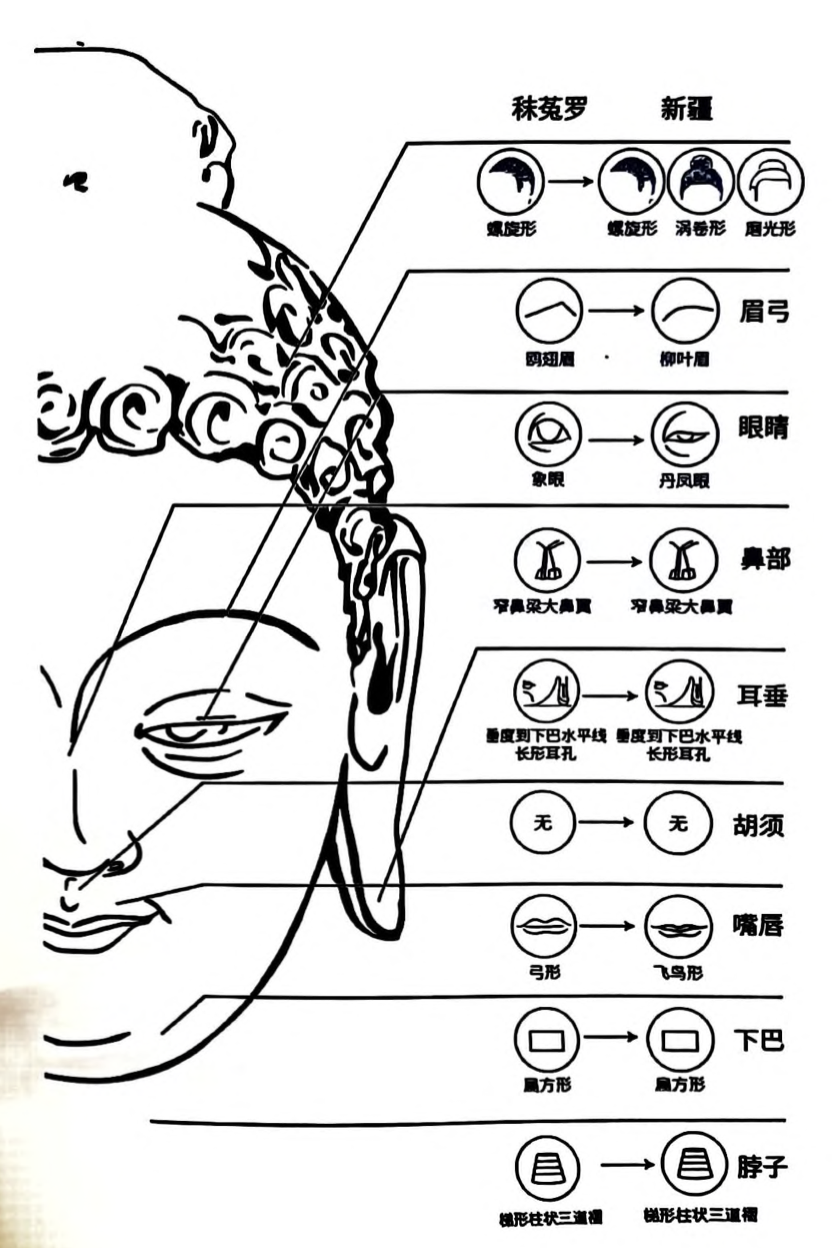 秣菟罗 新疆
螺旋形 螺旋形 涡卷形 磨光形
眉弓
鸥翅眉 柳叶眉
眼睛
象眼 丹凤眼
鼻部
窄鼻梁大鼻翼 窄鼻梁大鼻翼
耳垂
垂度到下巴水平线 垂度到下巴水平线
长形耳孔 长形耳孔
无 无 胡须
嘴唇
弓形 飞鸟形
下巴
扁方形 扁方形
脖子
梯形柱状三道褶 梯形柱状三道褶